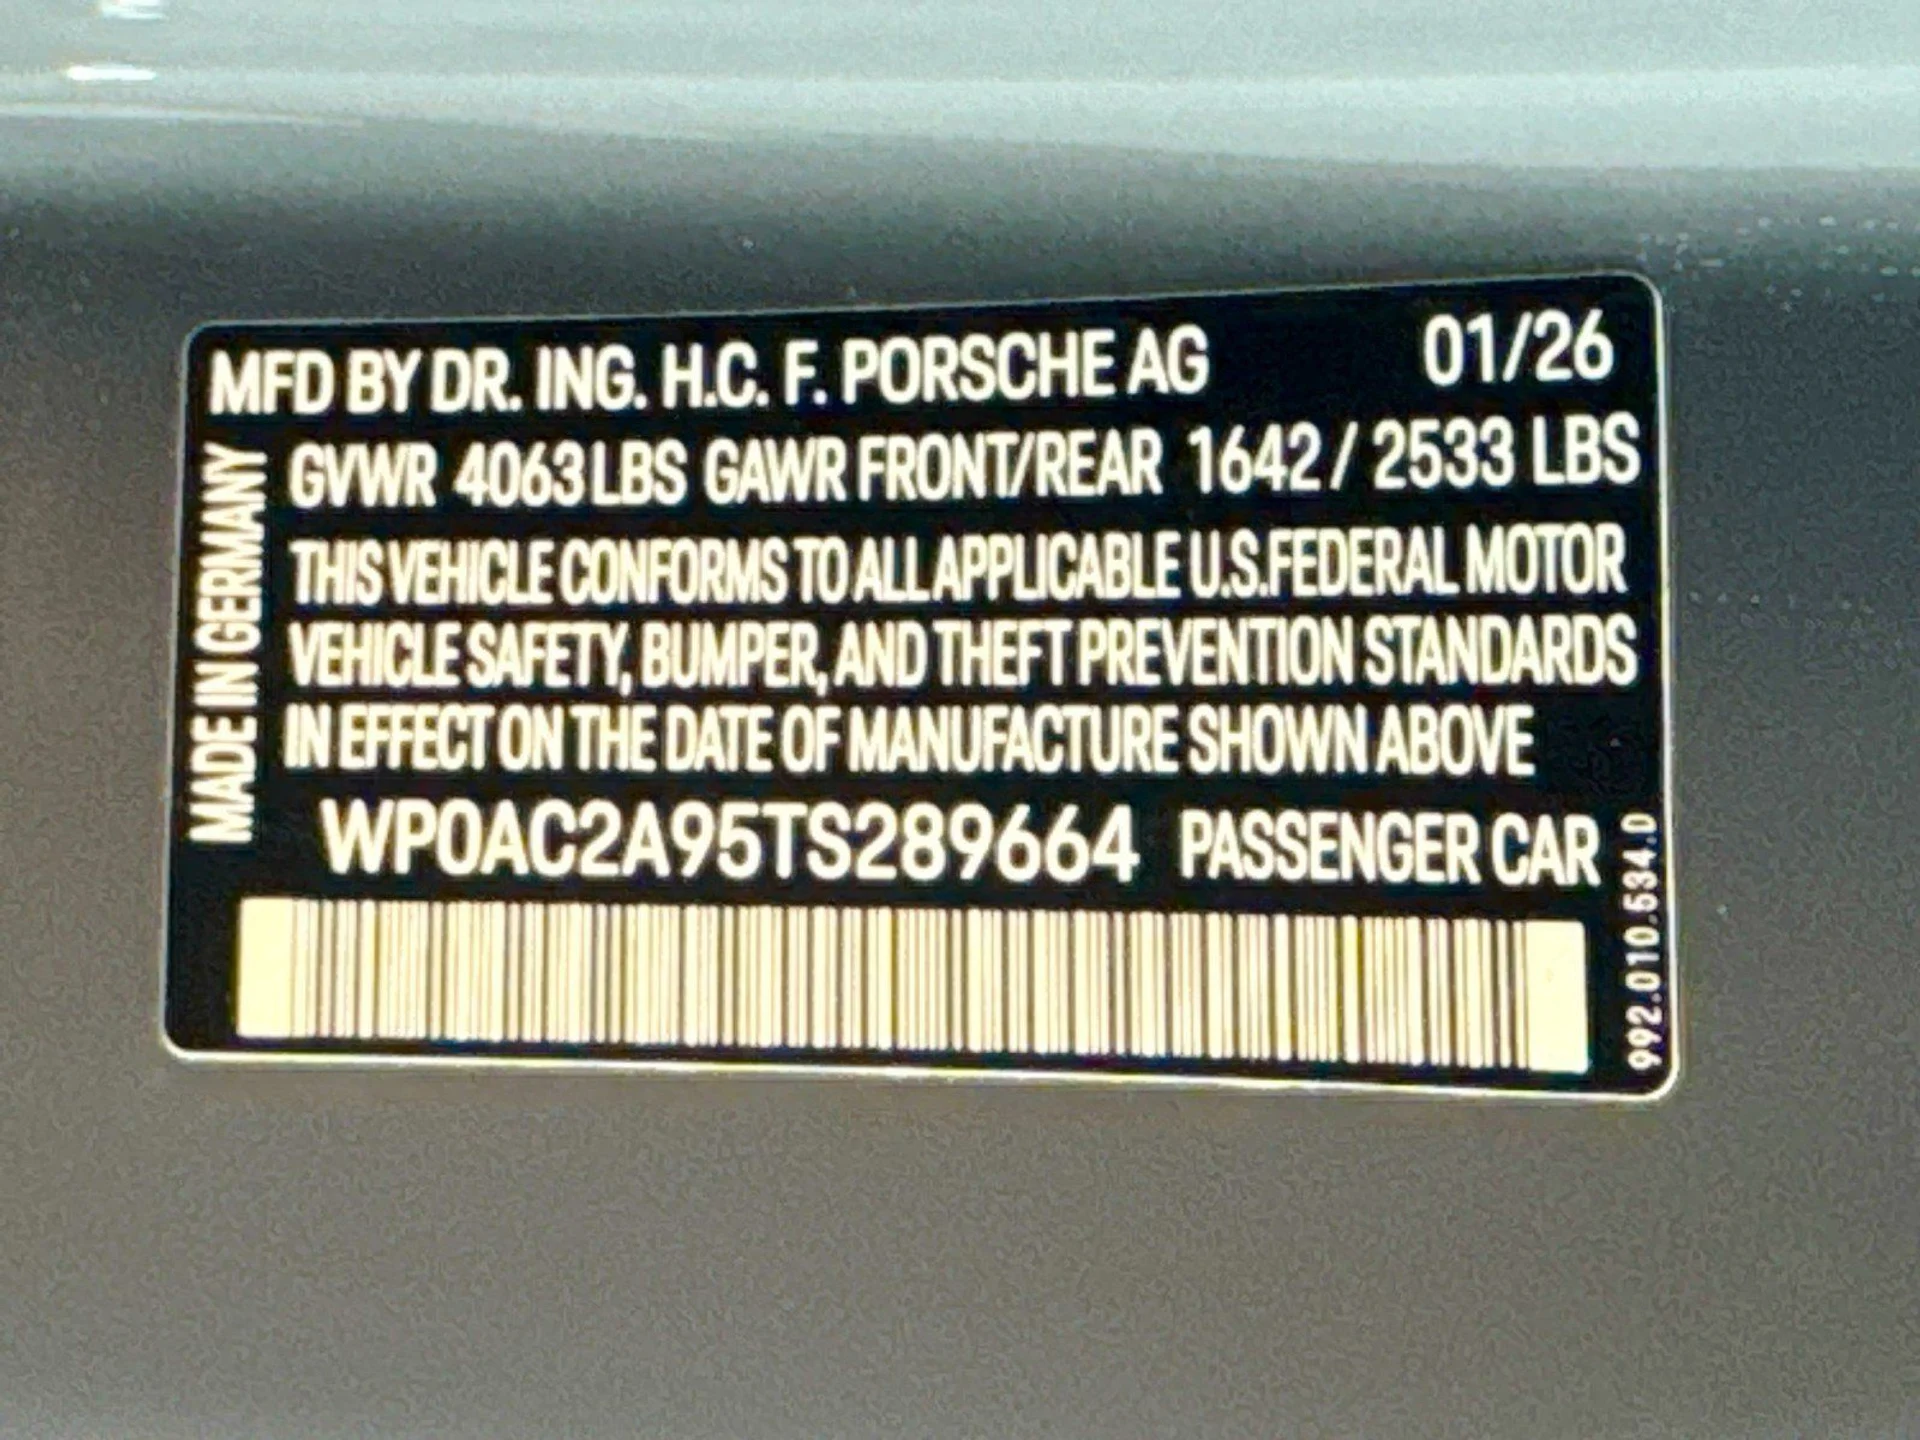 MFD BY DR. ING. H.C. F. PORSCHE AG 01/26
GVWR 4063 LBS GAWR FRONT/REAR 1642 / 2533 LBS
THIS VEHICLE CONFORMS TO ALL APPLICABLE U.S.FEDERAL MOTOR
VEHICLE SAFETY, BUMPER, AND THEFT PREVENTION STANDARDS
IN EFFECT ON THE DATE OF MANUFACTURE SHOWN ABOVE
WP0AC2A95TS289664 PASSENGER CAR
MADE IN GERMANY
992.010.534.D